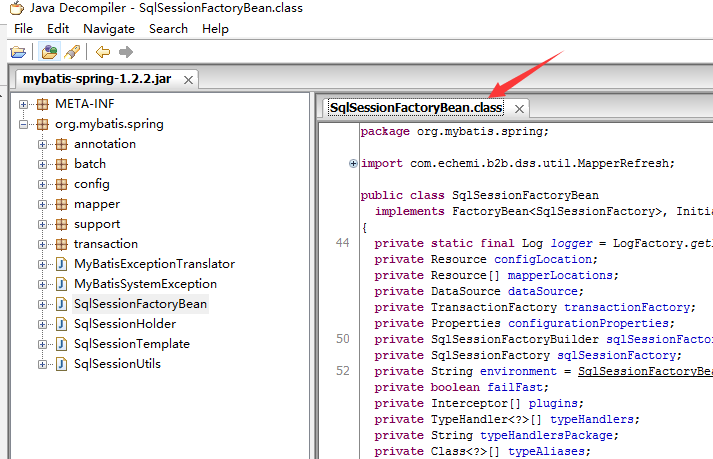 Java Decompiler - SqlSessionFactoryBean.class
File Edit Navigate Search Help
mybatis-spring-1.2.2.jar
META-INF
org.mybatis.spring
annotation
batch
config
mapper
support
transaction
MyBatisExceptionTranslator
MyBatisSystemException
SqlSessionFactoryBean
SqlSessionHolder
SqlSessionTemplate
SqlSessionUtils
SqlSessionFactoryBean.class
package org.mybatis.spring;
import com.echemi.b2b.dss.util.MapperRefresh;
public class SqlSessionFactoryBean
implements FactoryBean<SqlSessionFactory>, Initia
{
44 private static final Log logger = LogFactory.getL
private Resource configLocation;
private Resource[] mapperLocations;
private DataSource dataSource;
private TransactionFactory transactionFactory;
private Properties configurationProperties;
50 private SqlSessionFactoryBuilder sqlSessionFactor
private SqlSessionFactory sqlSessionFactory;
52 private String environment = SqlSessionFactoryBea
private boolean failFast;
private Interceptor[] plugins;
private TypeHandler<?>[] typeHandlers;
private String typeHandlersPackage;
private Class<?>[] typeAliases;